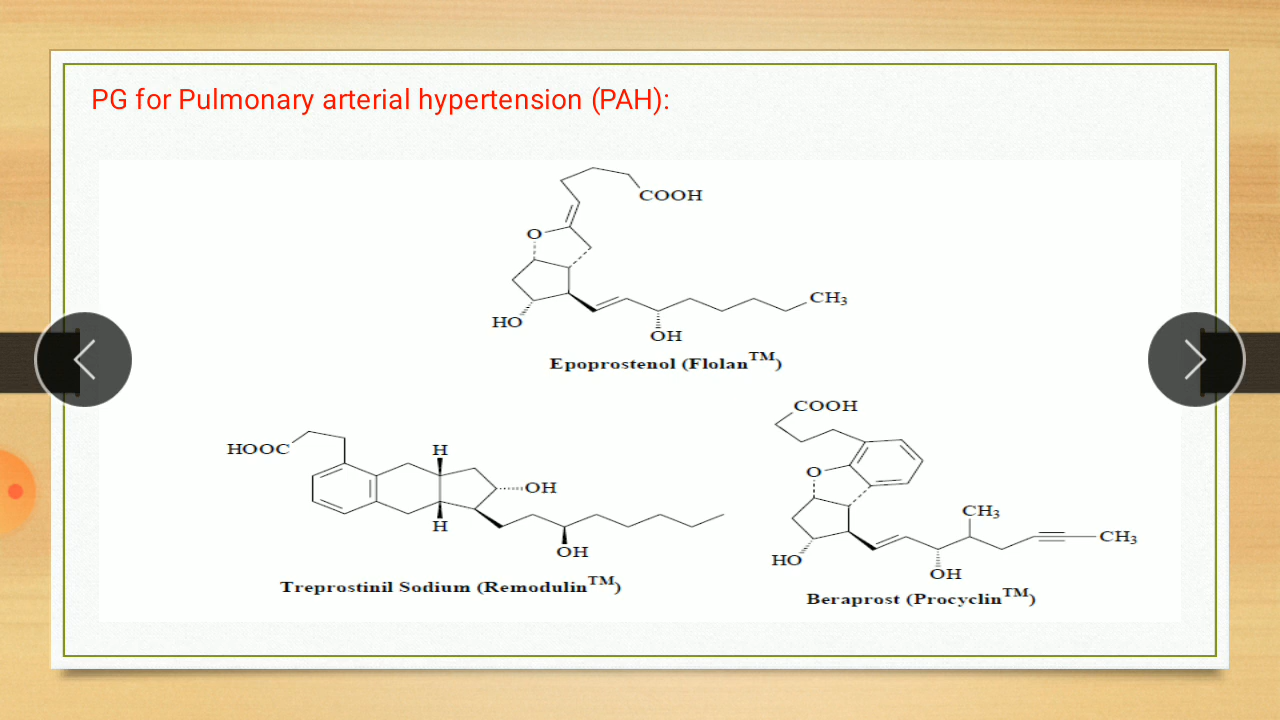 PG for Pulmonary arterial hypertension (PAH):
COOH
O
CH3
HO
OH
Epoprostenol (Flolan™)
HOOC
H
OH
H
OH
Treprostinil Sodium (Remodulin™)
COOH
O
CH3
CH3
HO
OH
Beraprost (Procyclin™)